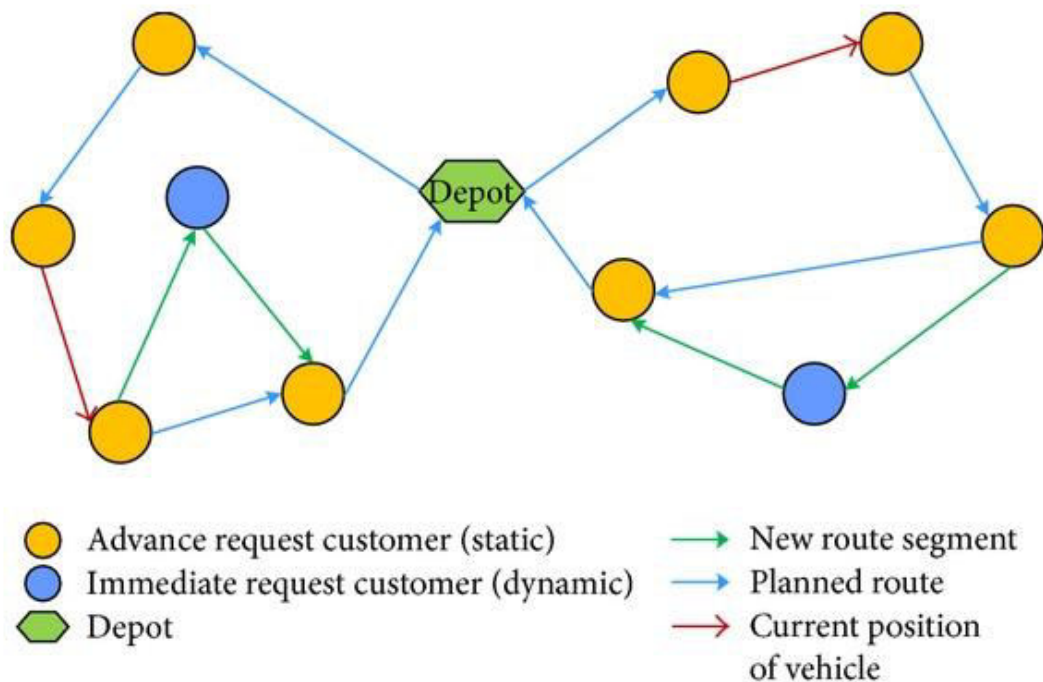 Depot
Advance request customer (static)
Immediate request customer (dynamic)
Depot
New route segment
Planned route
Current position
of vehicle